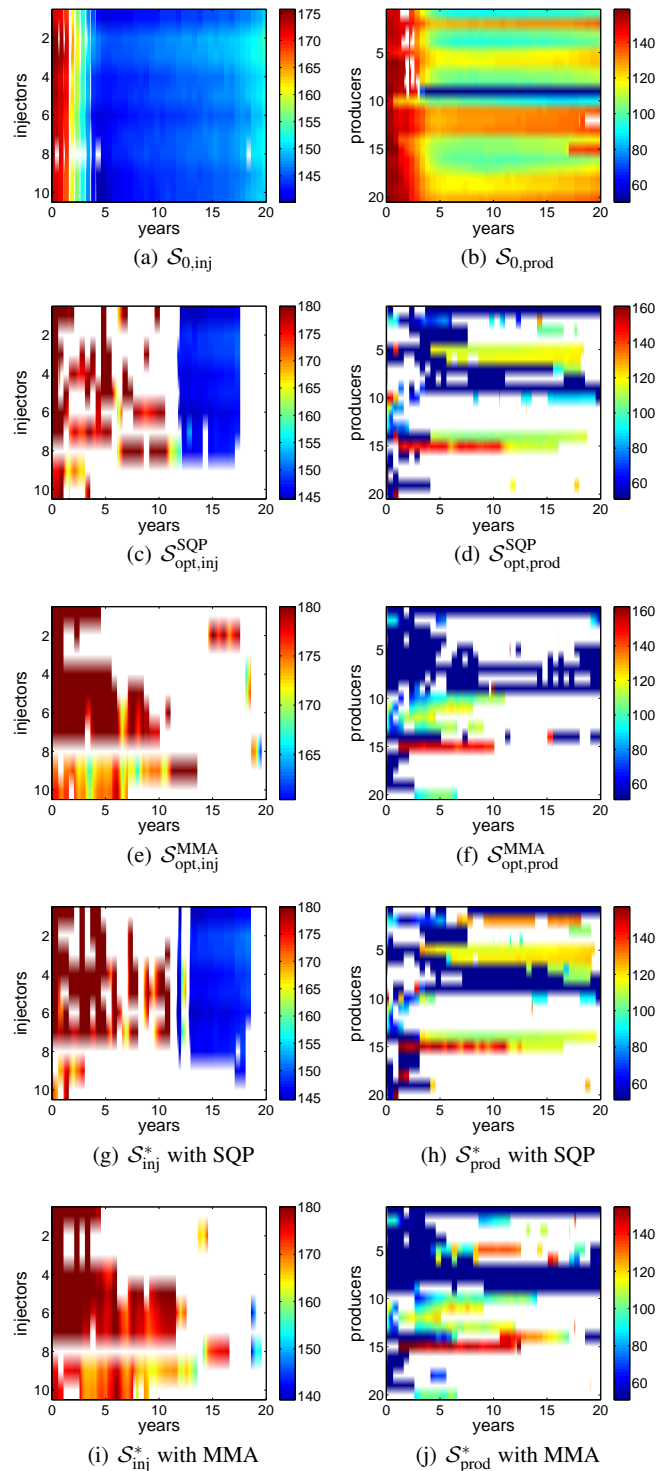 175
170
165
160
155
150
145
140
2
4
6
8
10
injectors
0 5 10 15 20
years
(a) S0,inj
140
120
100
80
60
5
10
15
20
producers
0 5 10 15 20
years
(b) S0,prod
180
175
170
165
160
155
150
145
2
4
6
8
10
injectors
0 5 10 15 20
years
(c) S^SQP_opt,inj
160
140
120
100
80
60
5
10
15
20
producers
0 5 10 15 20
years
(d) S^SQP_opt,prod
180
175
170
165
2
4
6
8
10
injectors
0 5 10 15 20
years
(e) S^MMA_opt,inj
160
140
120
100
80
60
5
10
15
20
producers
0 5 10 15 20
years
(f) S^MMA_opt,prod
180
175
170
165
160
155
150
145
2
4
6
8
10
injectors
0 5 10 15 20
years
(g) S*_inj with SQP
140
120
100
80
60
5
10
15
20
producers
0 5 10 15 20
years
(h) S*_prod with SQP
180
170
160
150
140
2
4
6
8
10
injectors
0 5 10 15 20
years
(i) S*_inj with MMA
140
120
100
80
60
5
10
15
20
producers
0 5 10 15 20
years
(j) S*_prod with MMA